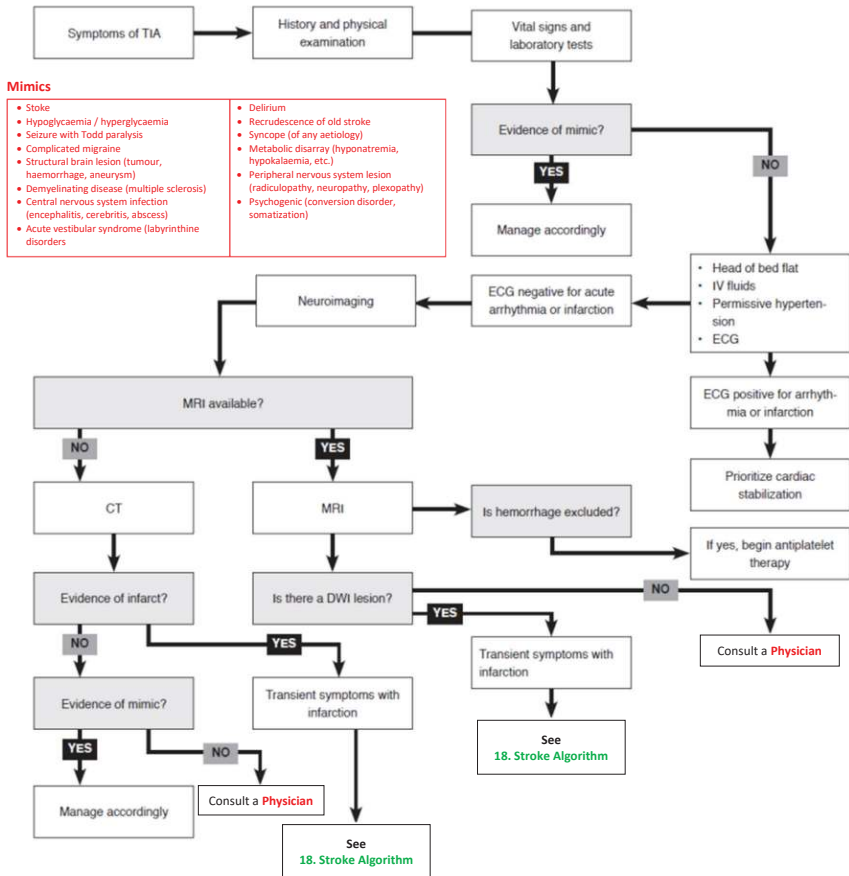 Symptoms of TIA
History and physical
examination
Vital signs and
laboratory tests
Mimics
• Stoke
• Hypoglycaemia / hyperglycaemia
• Seizure with Todd paralysis
• Complicated migraine
• Structural brain lesion (tumour,
haemorrhage, aneurysm)
• Demyelinating disease (multiple sclerosis)
• Central nervous system infection
(encephalitis, cerebritis, abscess)
• Acute vestibular syndrome (labyrinthine
disorders
• Delirium
• Recrudescence of old stroke
• Syncope (of any aetiology)
• Metabolic disarray (hyponatremia,
hypokalaemia, etc.)
• Peripheral nervous system lesion
(radiculopathy, neuropathy, plexopathy)
• Psychogenic (conversion disorder,
somatization)
Evidence of mimic?
YES
NO
Manage accordingly
• Head of bed flat
• IV fluids
• Permissive hyperten-
sion
• ECG
ECG negative for acute
arrhythmia or infarction
Neuroimaging
ECG positive for arrhyth-
mia or infarction
Prioritize cardiac
stabilization
MRI available?
NO
YES
CT
MRI
Is hemorrhage excluded?
If yes, begin antiplatelet
therapy
Evidence of infarct?
Is there a DWI lesion?
NO
YES
Consult a Physician
Transient symptoms with
infarction
See
18. Stroke Algorithm
NO
YES
Evidence of mimic?
Transient symptoms with
infarction
YES
NO
Manage accordingly
Consult a Physician
See
18. Stroke Algorithm